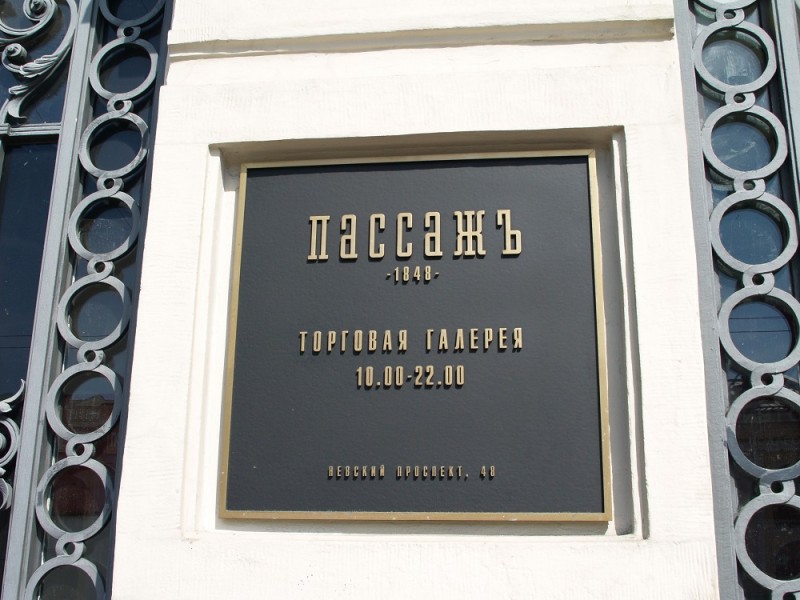 пассажъ
-1848-
ТОРГОВАЯ ГАЛЕРЕЯ
10.00-22.00
НЕВСКИЙ ПРОСПЕКТ, 48